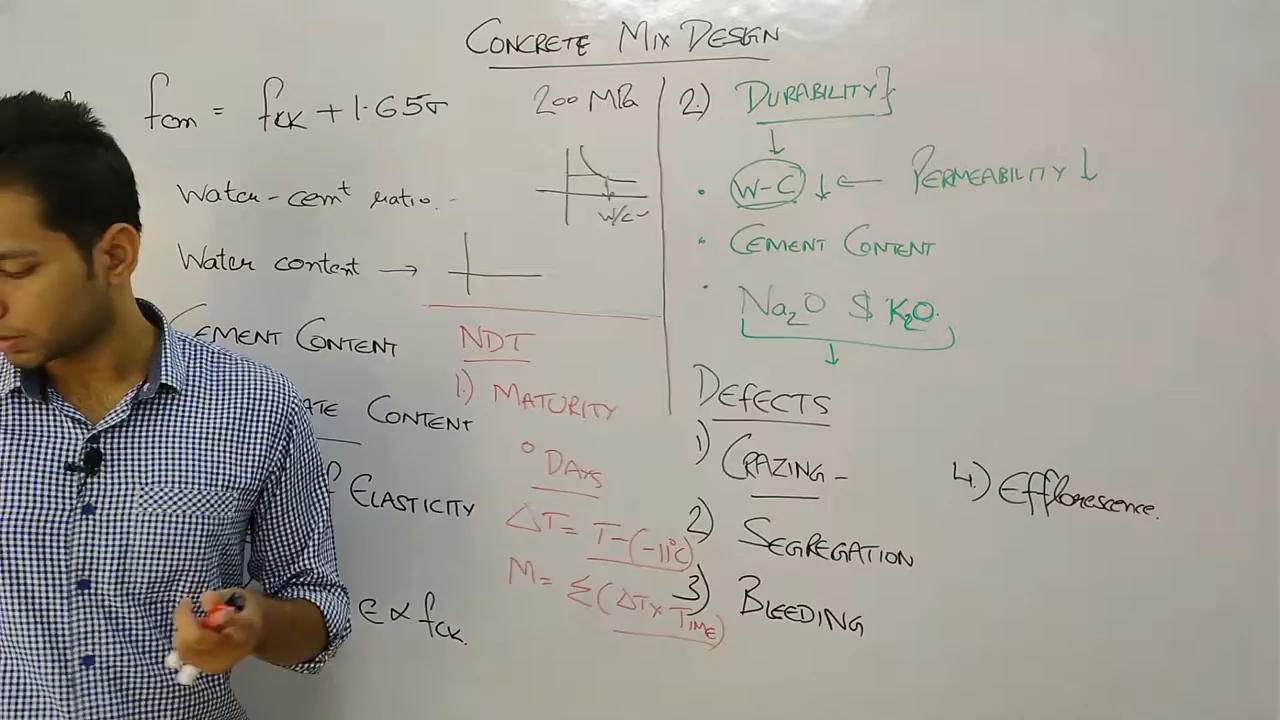 CONCRETE MIX DESIGN
fcm = fck + 1.65σ
200 MPa
Water-cemt ratio.
W/C
Water content →
CEMENT CONTENT
CONTENT
ELASTICITY
e ∝ fck.
NDT
1.) MATURITY
° DAYS
ΔT = T-(-11°C)
M = Σ(ΔT x TIME)
2.) DURABILITY}
↓
• W-C ↓ ← PERMEABILITY ↓
• CEMENT CONTENT
• Na2O $ K2O.
↓
DEFECTS
1) CRAZING -
2) SEGREGATION
3) BLEEDING
4.) Efflorescence.